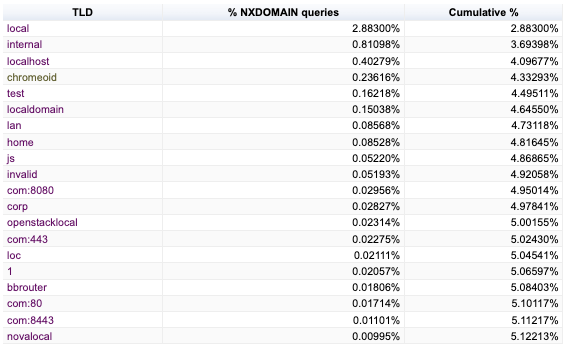 TLD % NXDOMAIN queries Cumulative %
local 2.88300% 2.88300%
internal 0.81098% 3.69398%
localhost 0.40279% 4.09677%
chromeoid 0.23616% 4.33293%
test 0.16218% 4.49511%
localdomain 0.15038% 4.64550%
lan 0.08568% 4.73118%
home 0.08528% 4.81645%
js 0.05220% 4.86865%
invalid 0.05193% 4.92058%
com:8080 0.02956% 4.95014%
corp 0.02827% 4.97841%
openstacklocal 0.02314% 5.00155%
com:443 0.02275% 5.02430%
loc 0.02111% 5.04541%
1 0.02057% 5.06597%
bbrouter 0.01806% 5.08403%
com:80 0.01714% 5.10117%
com:8443 0.01101% 5.11217%
novalocal 0.00995% 5.12213%